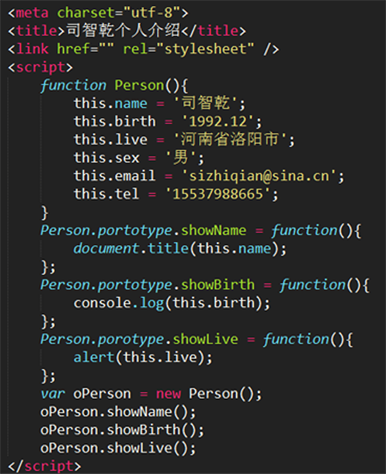 <meta charset="utf-8">
<title>司智乾个人介绍</title>
<link href="" rel="stylesheet" />
<script>
function Person(){
this.name = '司智乾';
this.birth = '1992.12';
this.live = '河南省洛阳市';
this.sex = '男';
this.email = 'sizhiqian@sina.cn';
this.tel = '15537988665';
}
Person.portotype.showName = function(){
document.title(this.name);
};
Person.portotype.showBirth = function(){
console.log(this.birth);
};
Person.porotype.showLive = function(){
alert(this.live);
};
var oPerson = new Person();
oPerson.showName();
oPerson.showBirth();
oPerson.showLive();
</script>